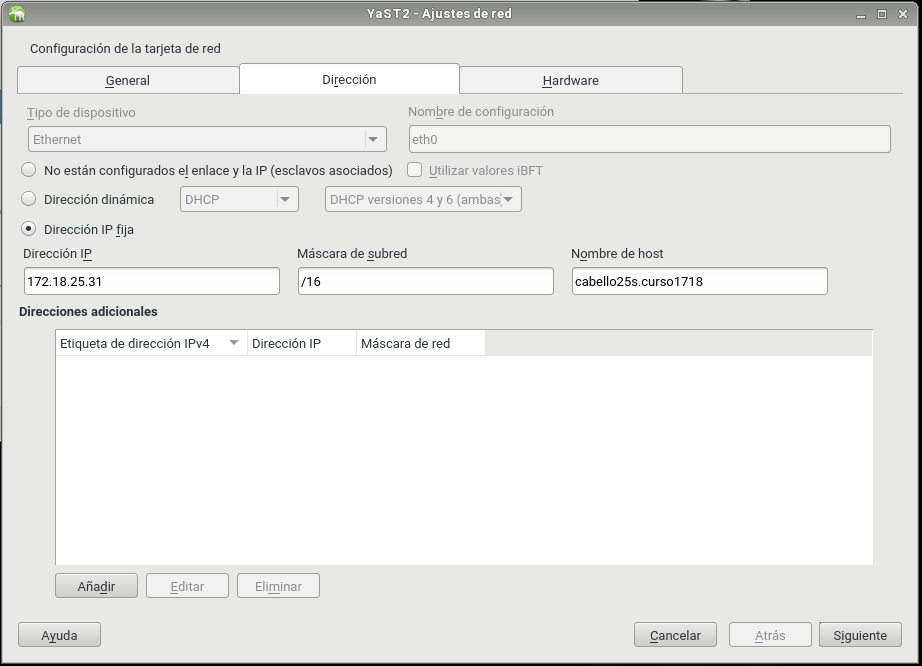 YaST2 - Ajustes de red
Configuración de la tarjeta de red
General Dirección Hardware
Tipo de dispositivo Nombre de configuración
Ethernet eth0
No están configurados el enlace y la IP (esclavos asociados) Utilizar valores iBFT
Dirección dinámica DHCP DHCP versiones 4 y 6 (ambas
Dirección IP fija
Dirección IP Máscara de subred Nombre de host
172.18.25.31 /16 cabello25s.curso1718
Direcciones adicionales
Etiqueta de dirección IPv4 Dirección IP Máscara de red
Añadir Editar Eliminar
Ayuda Cancelar Atrás Siguiente